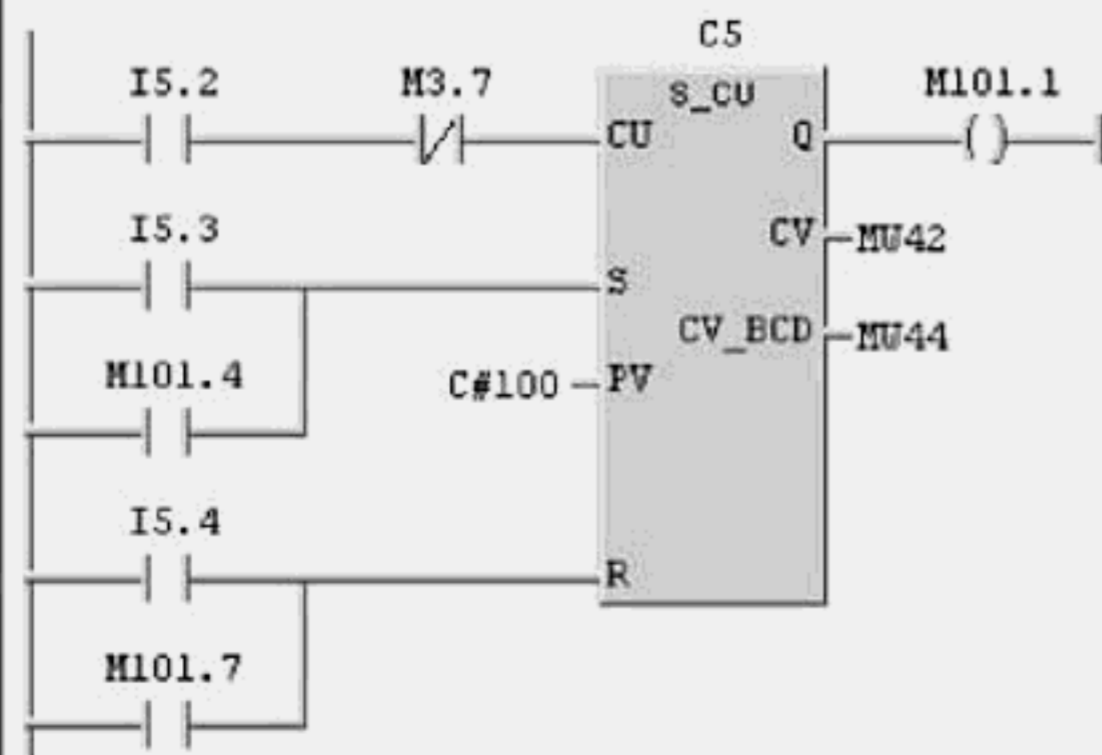 C5
I5.2 M3.7 S_CU M101.1
CU Q
I5.3 CV MW42
S
M101.4 C#100 PV CV_BCD MW44
I5.4
R
M101.7